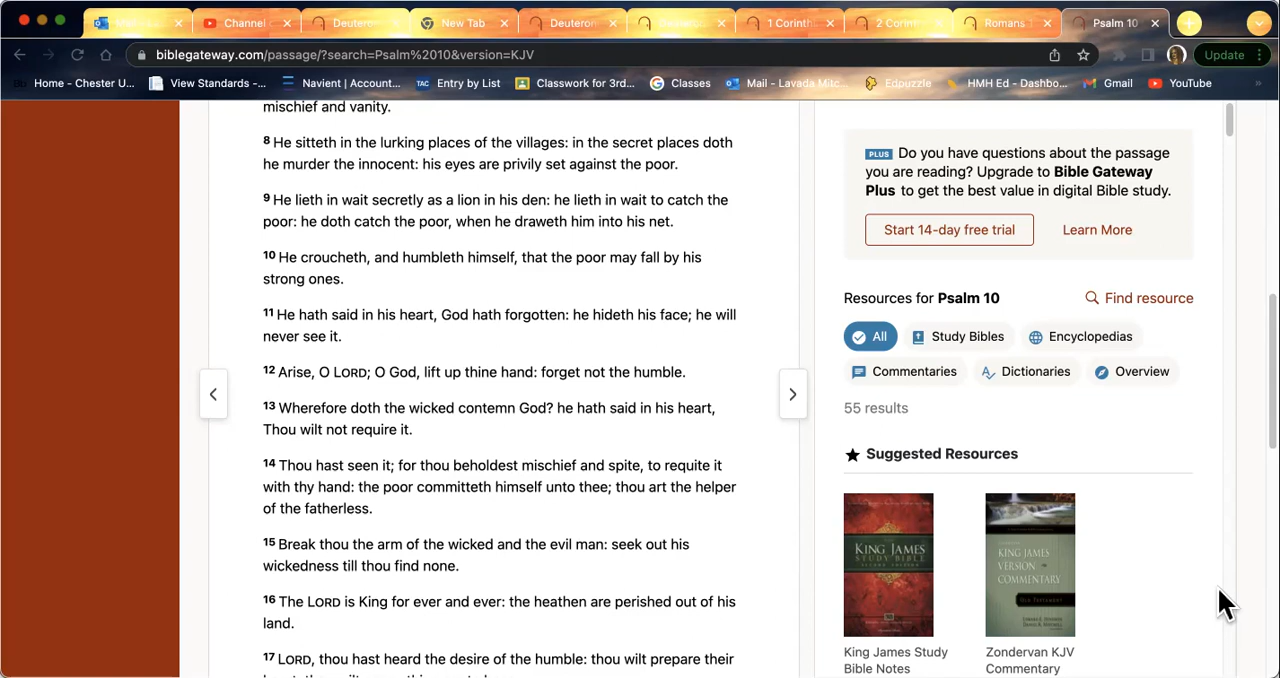 Channel
Deutero
New Tab
Deuteron
1 Corinth
2 Corin
Romans 1
Psalm 10
biblegateway.com/passage/?search=Psalm%2010&version=KJV
Update
Home - Chester U...
View Standards -...
Navient | Account...
TAC Entry by List
Classwork for 3rd...
Classes
Mail - Lavada Mitc...
Edpuzzle
HMH Ed - Dashbo...
Gmail
YouTube
»
mischief and vanity.
8 He sitteth in the lurking places of the villages: in the secret places doth
he murder the innocent: his eyes are privily set against the poor.
9 He lieth in wait secretly as a lion in his den: he lieth in wait to catch the
poor: he doth catch the poor, when he draweth him into his net.
10 He croucheth, and humbleth himself, that the poor may fall by his
strong ones.
11 He hath said in his heart, God hath forgotten: he hideth his face; he will
never see it.
12 Arise, O LORD; O God, lift up thine hand: forget not the humble.
13 Wherefore doth the wicked contemn God? he hath said in his heart,
Thou wilt not require it.
14 Thou hast seen it; for thou beholdest mischief and spite, to requite it
with thy hand: the poor committeth himself unto thee; thou art the helper
of the fatherless.
15 Break thou the arm of the wicked and the evil man: seek out his
wickedness till thou find none.
16 The LORD is King for ever and ever: the heathen are perished out of his
land.
17 LORD, thou hast heard the desire of the humble: thou wilt prepare their
PLUS Do you have questions about the passage
you are reading? Upgrade to Bible Gateway
Plus to get the best value in digital Bible study.
Start 14-day free trial
Learn More
Resources for Psalm 10
Find resource
All
Study Bibles
Encyclopedias
Commentaries
Dictionaries
Overview
55 results
Suggested Resources
KING JAMES
STUDY BIBLE
KING JAMES
VERSION
COMMENTARY
King James Study
Bible Notes
Zondervan KJV
Commentary